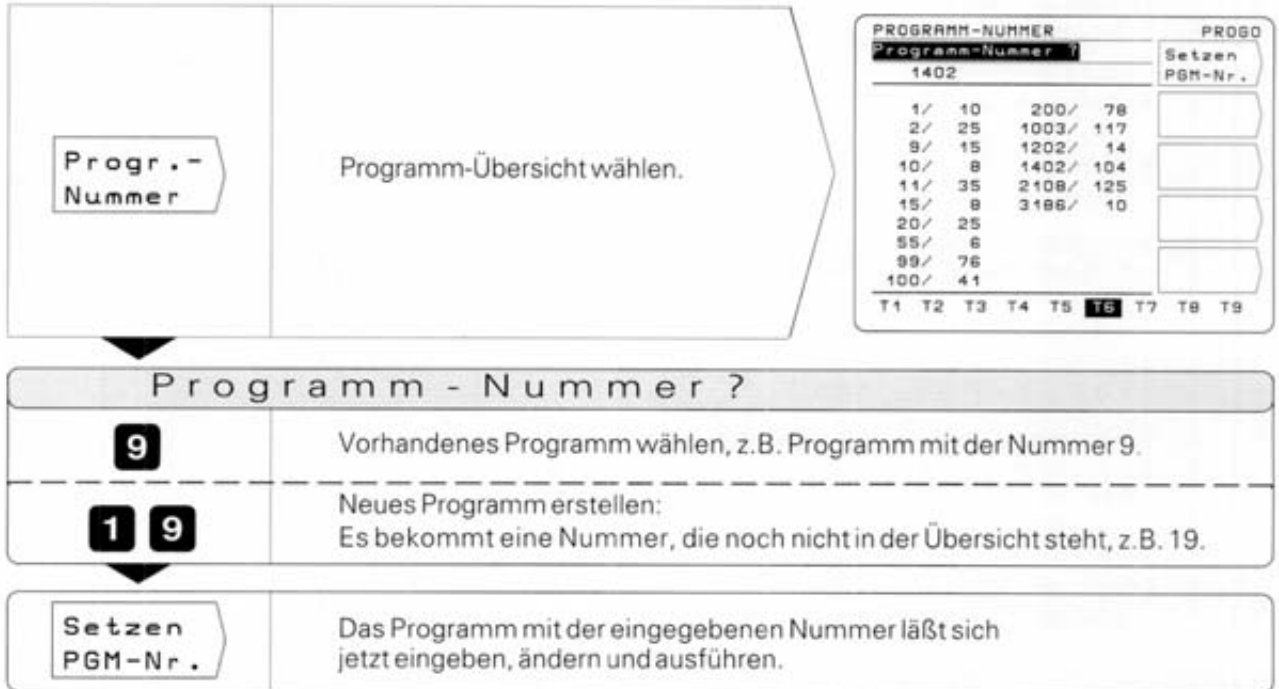 Progr.-
Nummer
Programm-Übersicht wählen.
PROGRAMM-NUMMER PROGO
Programm-Nummer ?
1402
Setzen
PGM-Nr.
1/ 10 200/ 78
2/ 25 1003/ 117
9/ 15 1202/ 14
10/ 8 1402/ 104
11/ 35 2108/ 125
15/ 8 3186/ 10
20/ 25
55/ 6
99/ 76
100/ 41
T1 T2 T3 T4 T5 T6 T7 T8 T9
Programm - Nummer ?
9 Vorhandenes Programm wählen, z.B. Programm mit der Nummer 9.
1 9 Neues Programm erstellen:
Es bekommt eine Nummer, die noch nicht in der Übersicht steht, z.B. 19.
Setzen
PGM-Nr.
Das Programm mit der eingegebenen Nummer läßt sich
jetzt eingeben, ändern und ausführen.